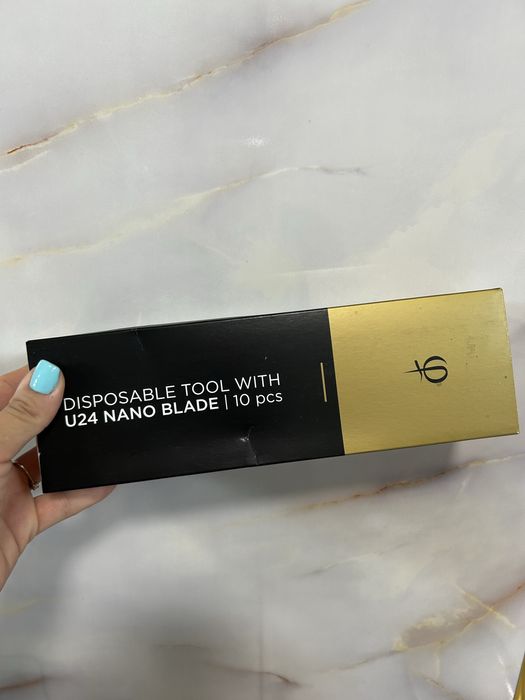 DISPOSABLE TOOL WITH
U24 NANO BLADE | 10 pcs